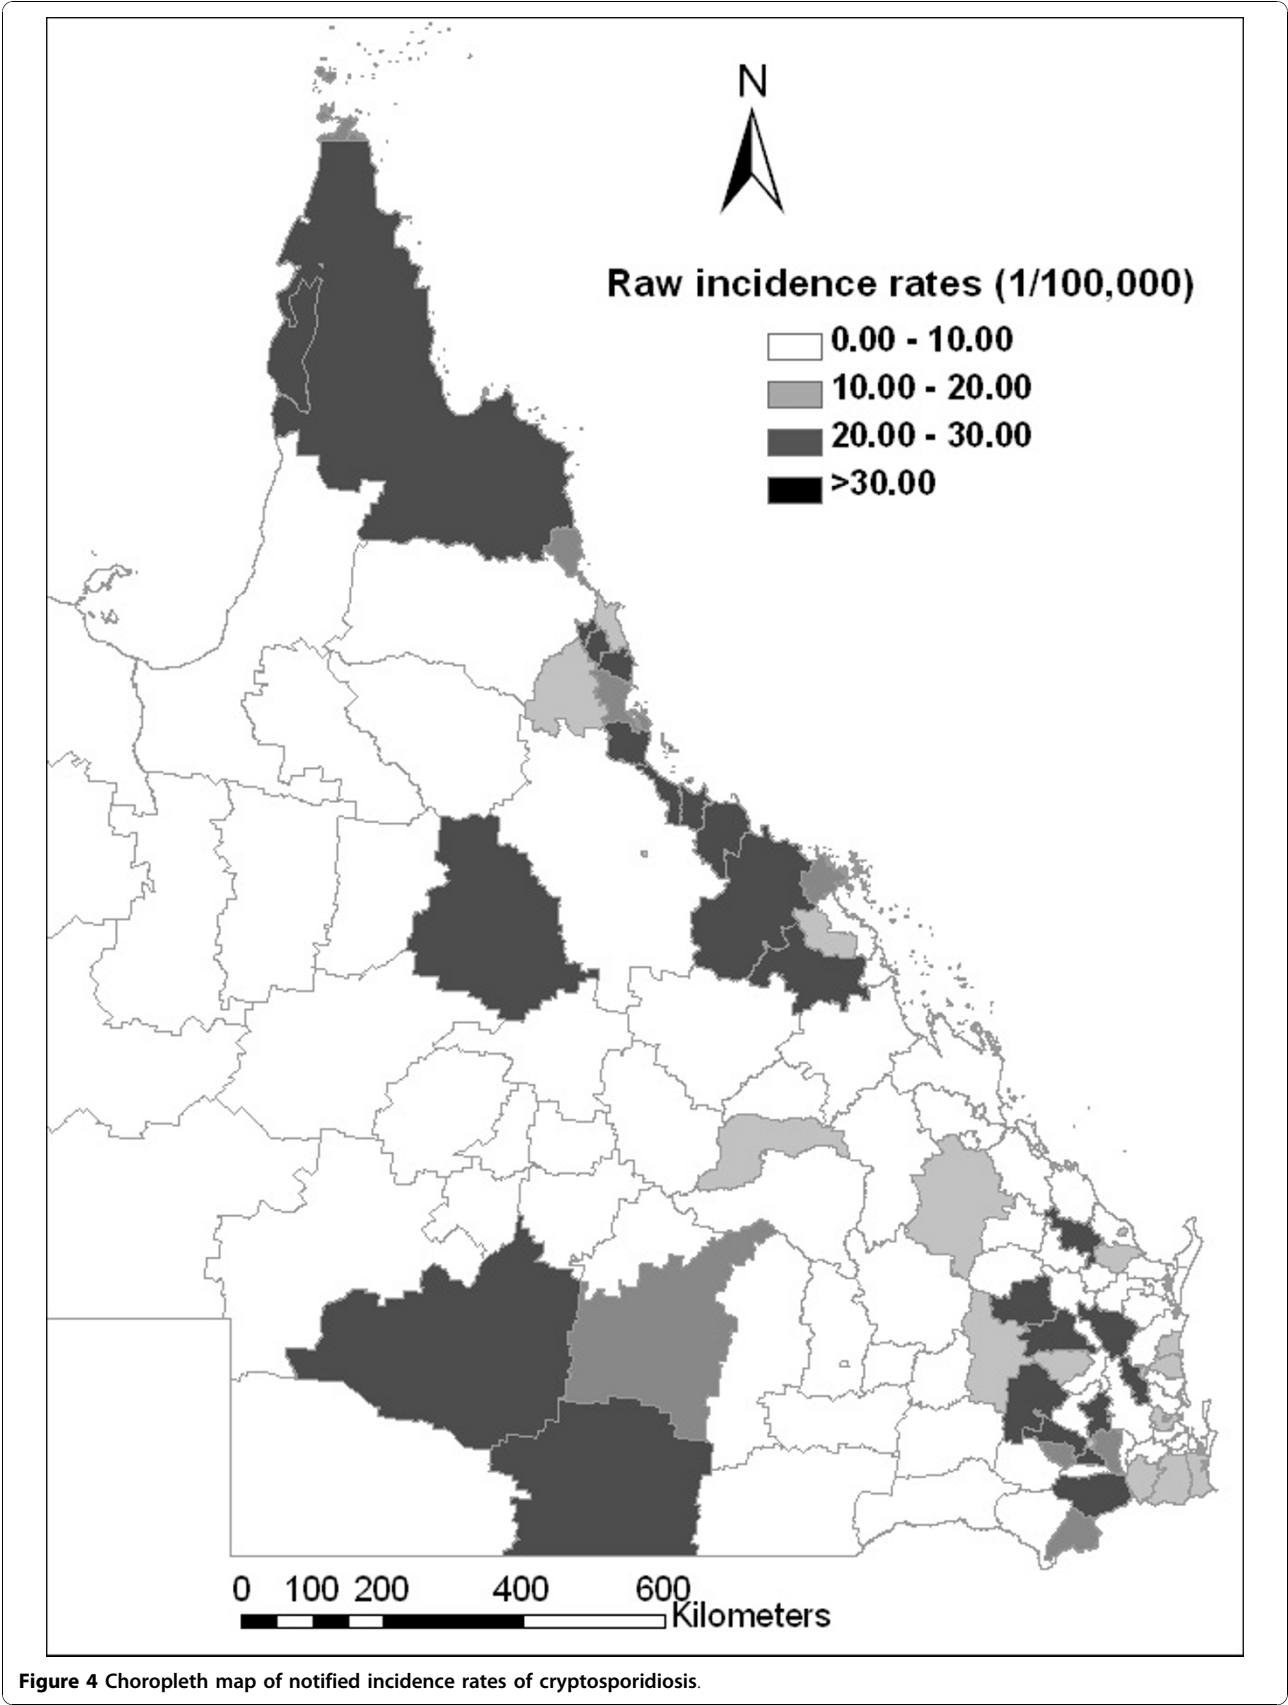 N
Raw incidence rates (1/100,000)
0.00 - 10.00
10.00 - 20.00
20.00 - 30.00
>30.00
0 100 200 400 600
Kilometers
Figure 4 Choropleth map of notified incidence rates of cryptosporidiosis.